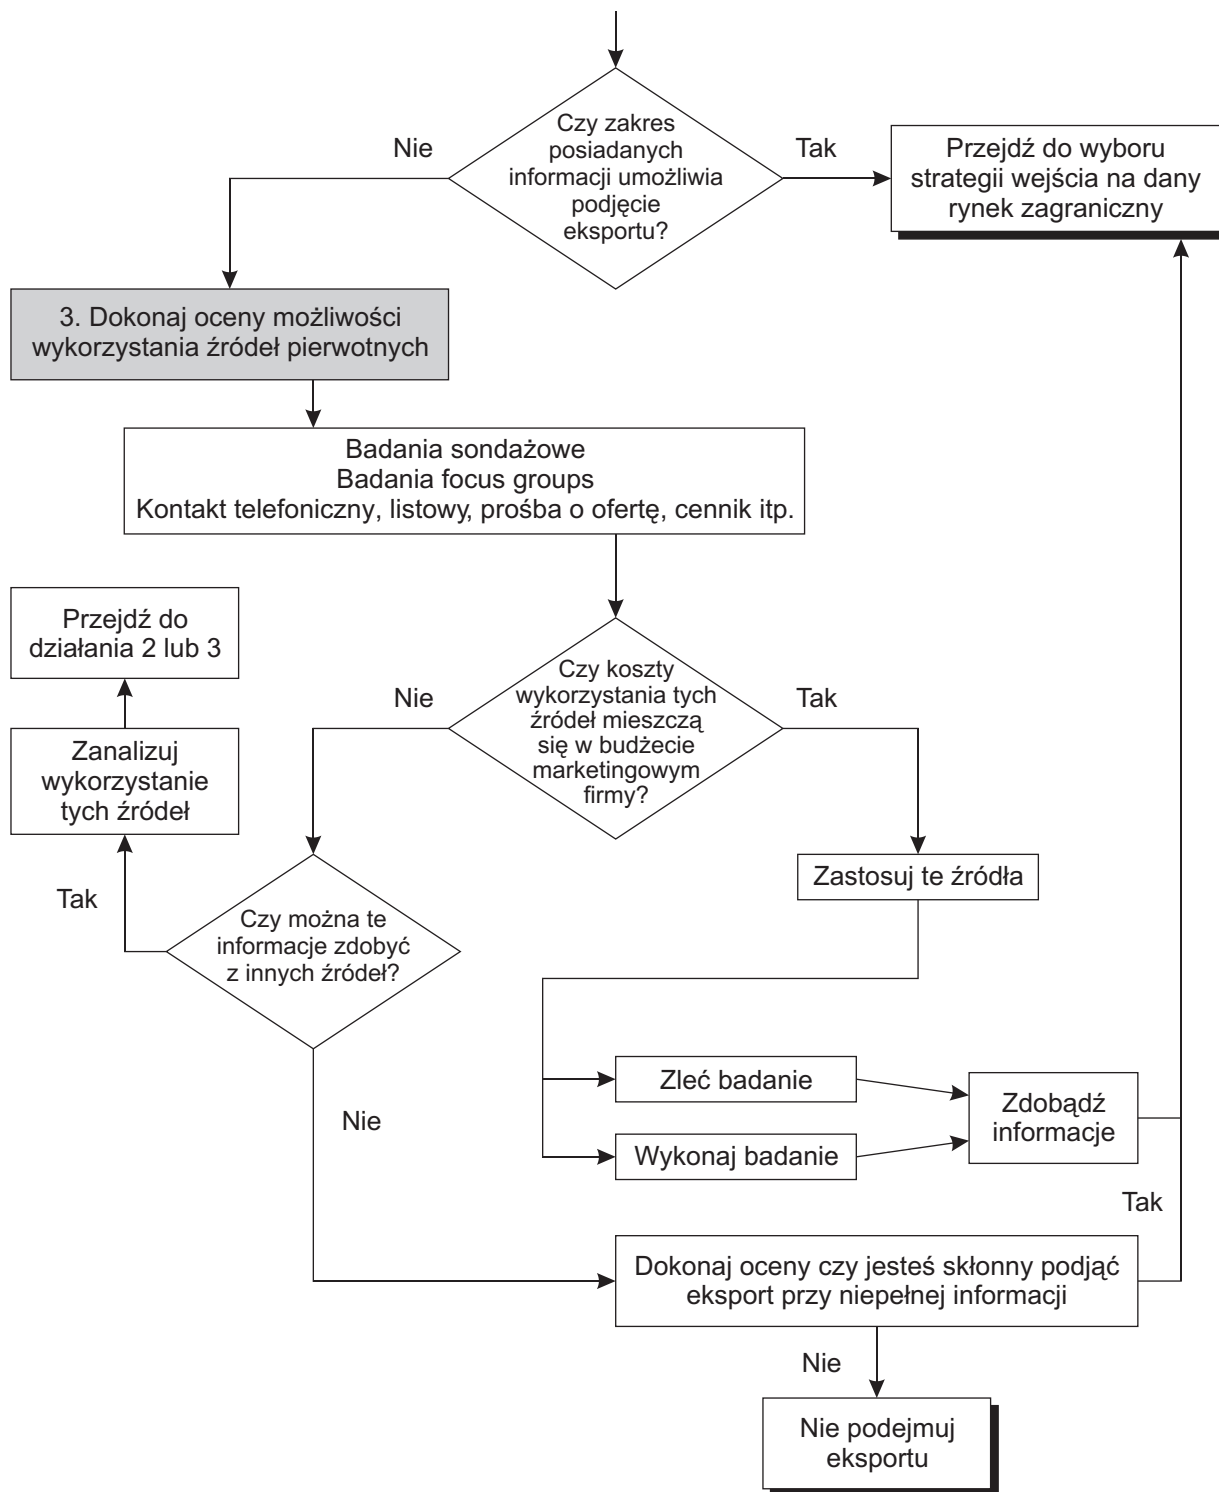 Czy zakres
posiadanych
informacji umożliwia
podjęcie
eksportu?
Nie
Tak
Przejdź do wyboru
strategii wejścia na dany
rynek zagraniczny
3. Dokonaj oceny możliwości
wykorzystania źródeł pierwotnych
Badania sondażowe
Badania focus groups
Kontakt telefoniczny, listowy, prośba o ofertę, cennik itp.
Przejdź do
działania 2 lub 3
Czy koszty
wykorzystania tych
źródeł mieszczą
się w budżecie
marketingowym
firmy?
Nie
Tak
Zanalizuj
wykorzystanie
tych źródeł
Zastosuj te źródła
Tak
Czy można te
informacje zdobyć
z innych źródeł?
Zleć badanie
Zdobądź
informacje
Nie
Wykonaj badanie
Tak
Dokonaj oceny czy jesteś skłonny podjąć
eksport przy niepełnej informacji
Nie
Nie podejmuj
eksportu